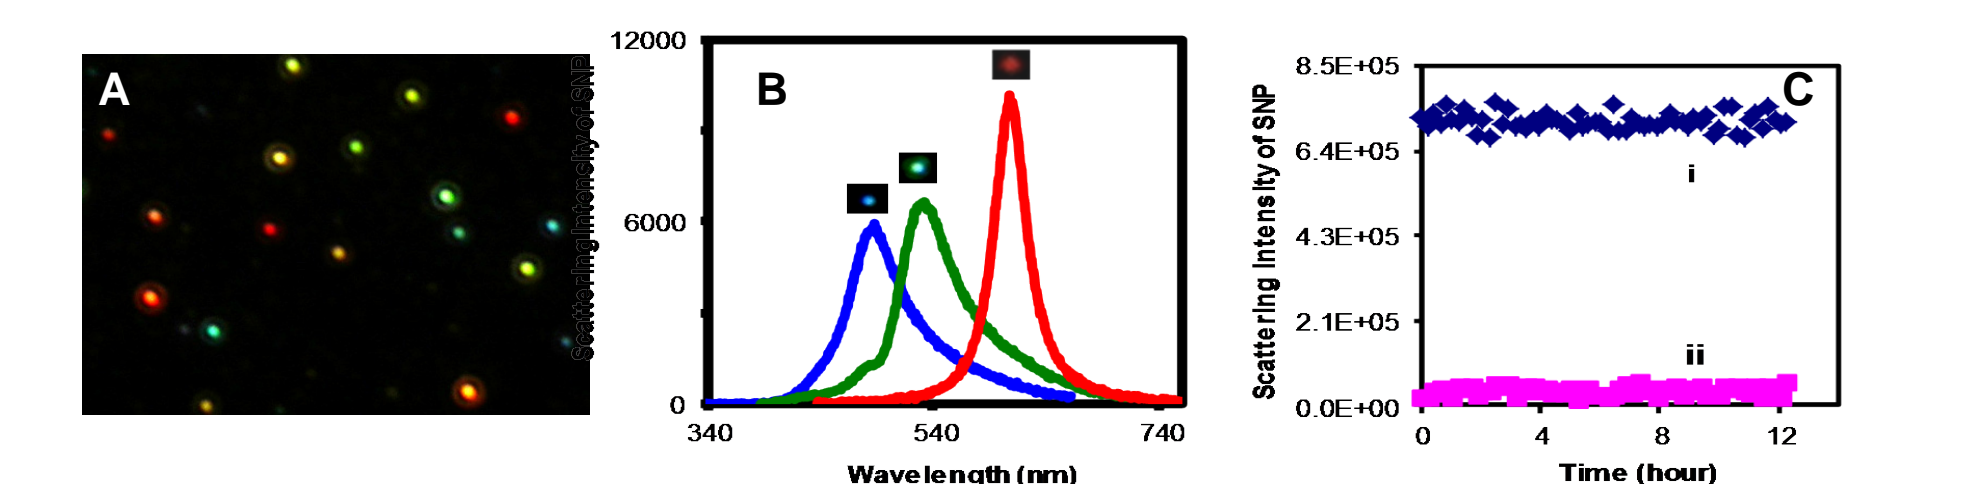 A
Scattering Intensity of SNP
12000
6000
0
B
340
540
740
Wavelength (nm)
Scattering Intensity of SNP
8.5E+05
6.4E+05
4.3E+05
2.1E+05
0.0E+00
C
i
ii
0
4
8
12
Time (hour)